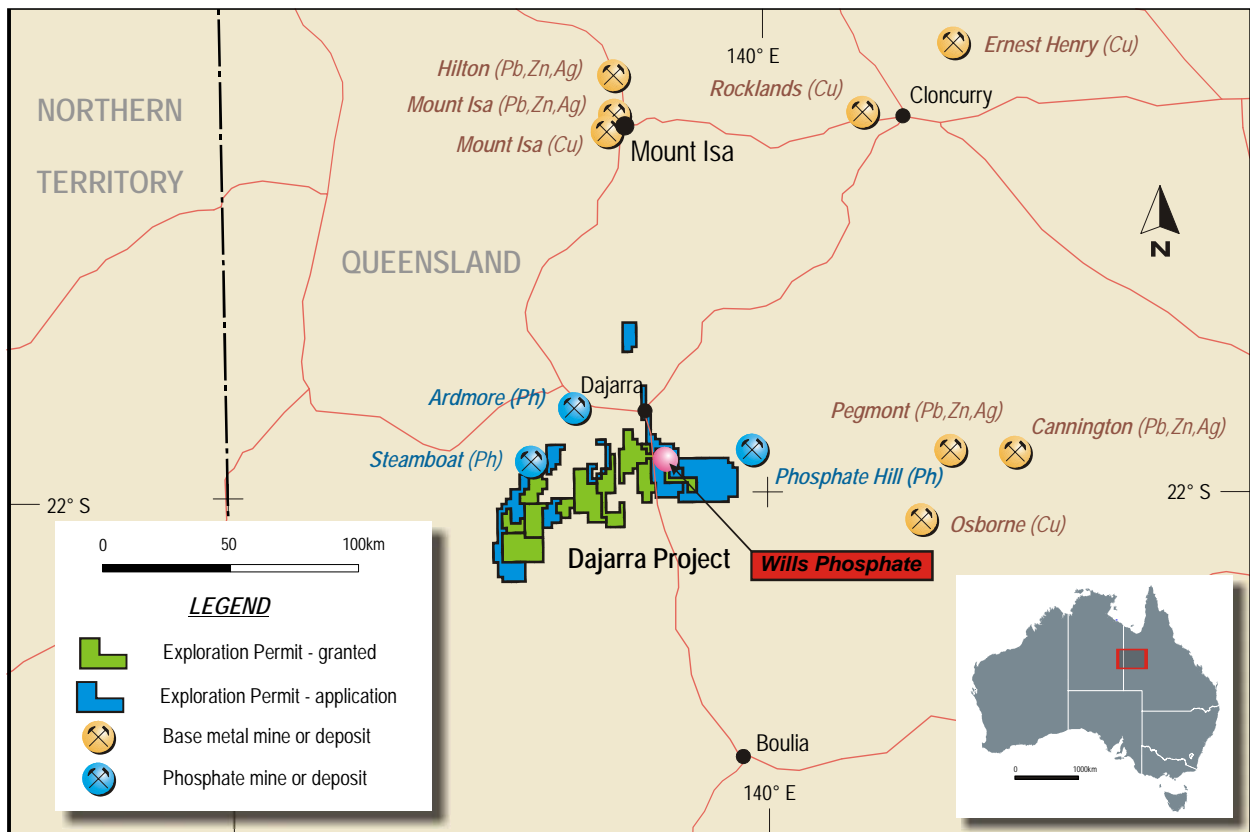 140° E
Ernest Henry (Cu)
Hilton (Pb,Zn,Ag)
Rocklands (Cu)
Cloncurry
NORTHERN
TERRITORY
Mount Isa (Pb,Zn,Ag)
Mount Isa (Cu)
Mount Isa
N
QUEENSLAND
Dajarra
Ardmore (Ph)
Pegmont (Pb,Zn,Ag)
Cannington (Pb,Zn,Ag)
Steamboat (Ph)
Phosphate Hill (Ph)
22° S
22° S
Osborne (Cu)
Dajarra Project
Wills Phosphate
0 50 100km
LEGEND
Exploration Permit - granted
Exploration Permit - application
Base metal mine or deposit
Phosphate mine or deposit
Boulia
140° E
0 1000km